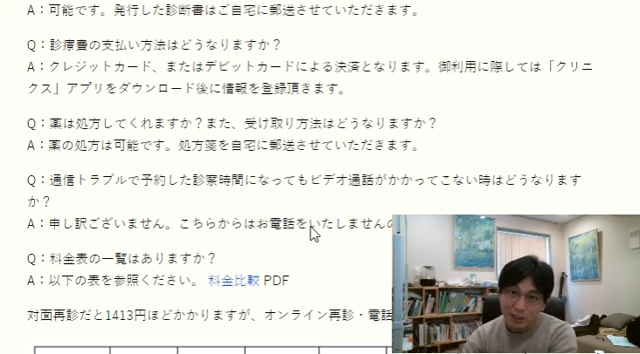 A：可能です。発行した診断書はご自宅に郵送させていただきます。
Q：診療費の支払い方法はどうなりますか？
A：クレジットカード、またはデビットカードによる決済となります。御利用に際しては「クリニ
クス」アプリをダウンロード後に情報を登録頂きます。
Q：薬は処方してくれますか？また、受け取り方法はどうなりますか？
A：薬の処方は可能です。処方箋を自宅に郵送させていただきます。
Q：通信トラブルで予約した診察時間になってもビデオ通話がかかってこない時はどうなります
か？
A：申し訳ございません。こちらからはお電話をいたしませんの
Q：料金表の一覧はありますか？
A：以下の表を参照ください。 料金比較 PDF
対面再診だと1413円ほどかかりますが、オンライン再診・電話